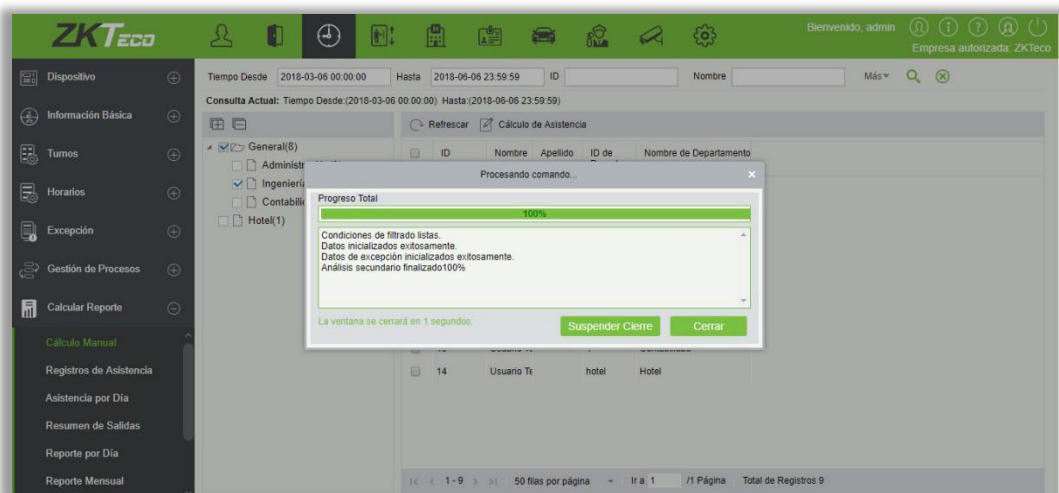 ZKTECO
Bienvenido, admin
Empresa autorizada: ZKTeco
Dispositivo
Información Básica
Turnos
Horarios
Excepción
Gestión de Procesos
Calcular Reporte
Cálculo Manual
Registros de Asistencia
Asistencia por Día
Resumen de Salidas
Reporte por Día
Reporte Mensual
Tiempo Desde 2018-03-06 00:00:00 Hasta 2018-06-06 23:59:59 ID Nombre Más
Consulta Actual: Tiempo Desde:(2018-03-06 00:00:00) Hasta:(2018-06-06 23:59:59)
General(8)
Hotel(1)
Refrescar Cálculo de Asistencia
ID Nombre Apellido ID de Nombre de Departamento
Procesando comando...
Progreso Total
100%
Condiciones de filtrado listas.
Datos inicializados exitosamente.
Datos de excepción inicializados exitosamente.
Análisis secundario finalizado100%
La ventana se cerrará en 1 segundos.
Suspender Cierre Cerrar
14 Usuario Te hotel Hotel
1-9 50 filas por página Ir a 1 /1 Página Total de Registros 9